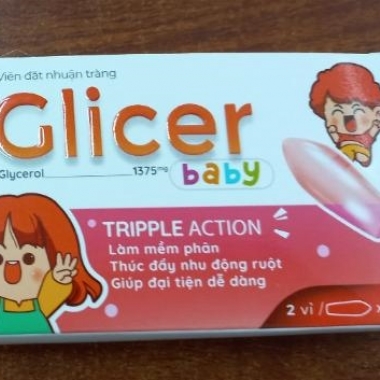 Viên đặt nhuận tràng
Glicer
Glycerol 1375mg baby
TRIPPLE ACTION
Làm mềm phân
Thúc đẩy nhu động ruột
Giúp đại tiện dễ dàng
2 vỉ / x